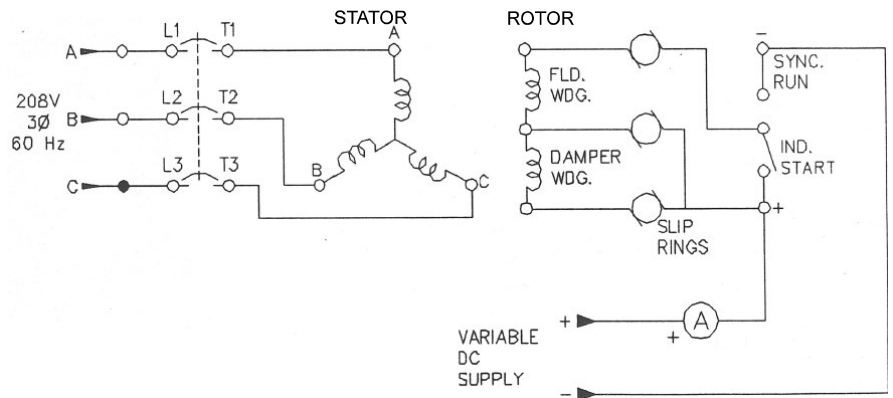 STATOR
ROTOR
A
L1
T1
A
-
SYNC.
RUN
FLD.
WDG.
208V
3Ø
60 Hz
B
L2
T2
IND.
START
DAMPER
WDG.
B
C
L3
T3
C
+
SLIP
RINGS
+
A
+
VARIABLE
DC
SUPPLY
-